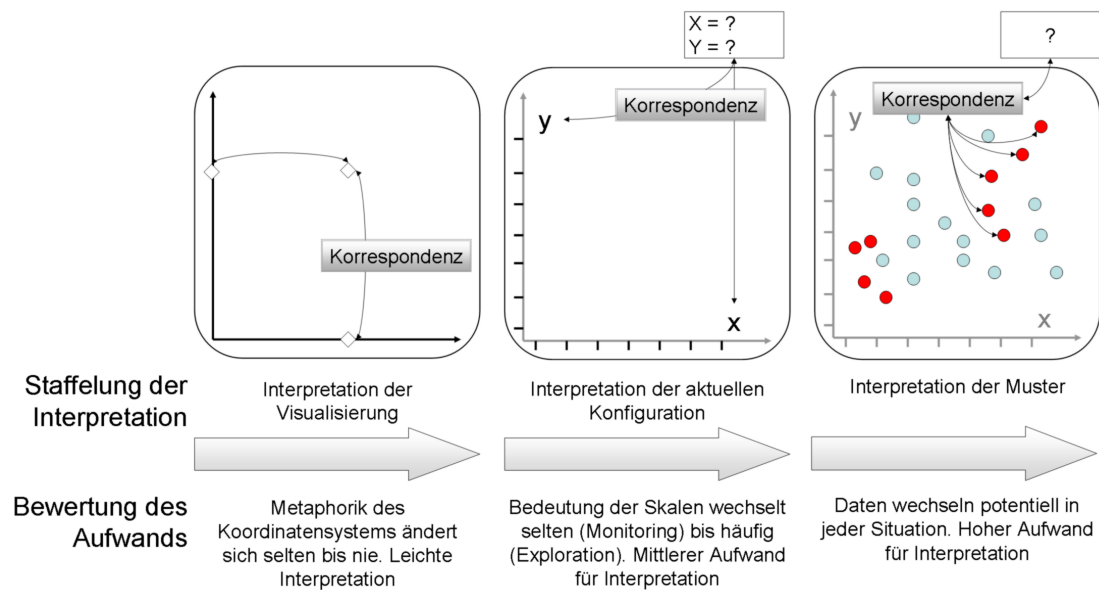 X = ?
Y = ?
?
Korrespondenz
Korrespondenz
y
y
Korrespondenz
x
x
Staffelung der
Interpretation
Interpretation der
Visualisierung
Interpretation der aktuellen
Konfiguration
Interpretation der Muster
Bewertung des
Aufwands
Metaphorik des
Koordinatensystems ändert
sich selten bis nie. Leichte
Interpretation
Bedeutung der Skalen wechselt
selten (Monitoring) bis häufig
(Exploration). Mittlerer Aufwand
für Interpretation
Daten wechseln potentiell in
jeder Situation. Hoher Aufwand
für Interpretation